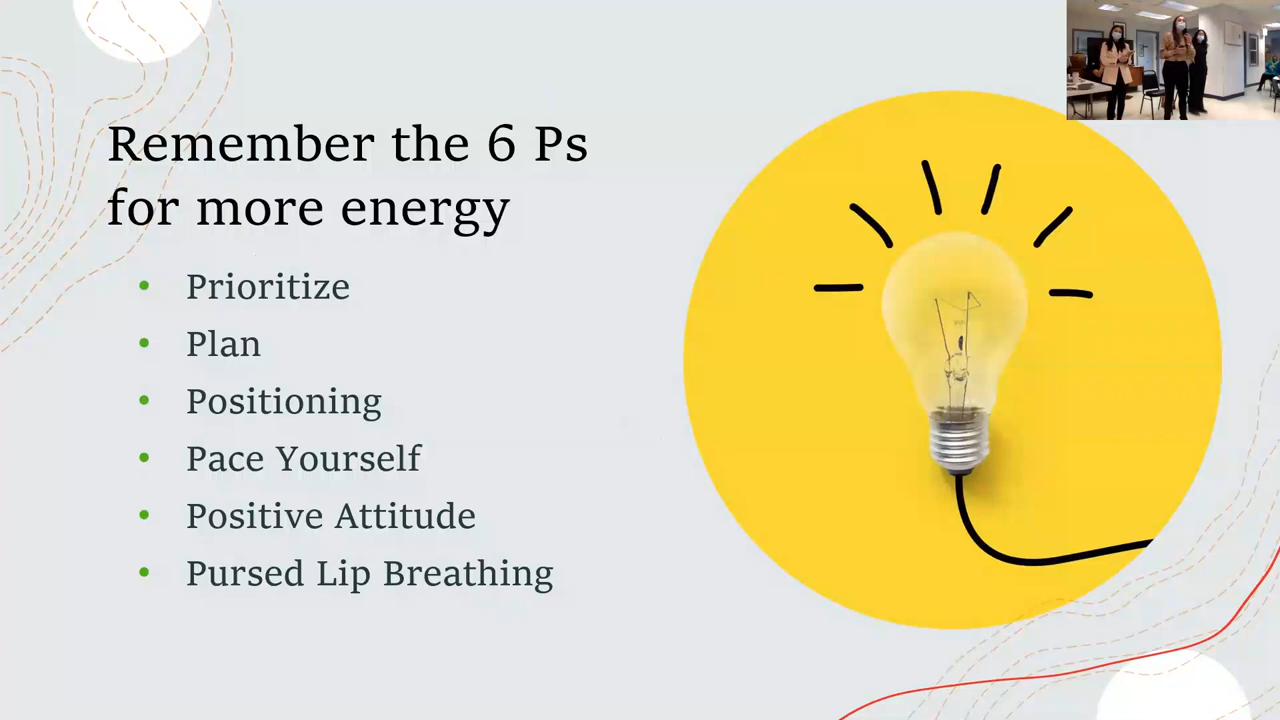 Remember the 6 Ps
for more energy
• Prioritize
• Plan
• Positioning
• Pace Yourself
• Positive Attitude
• Pursed Lip Breathing